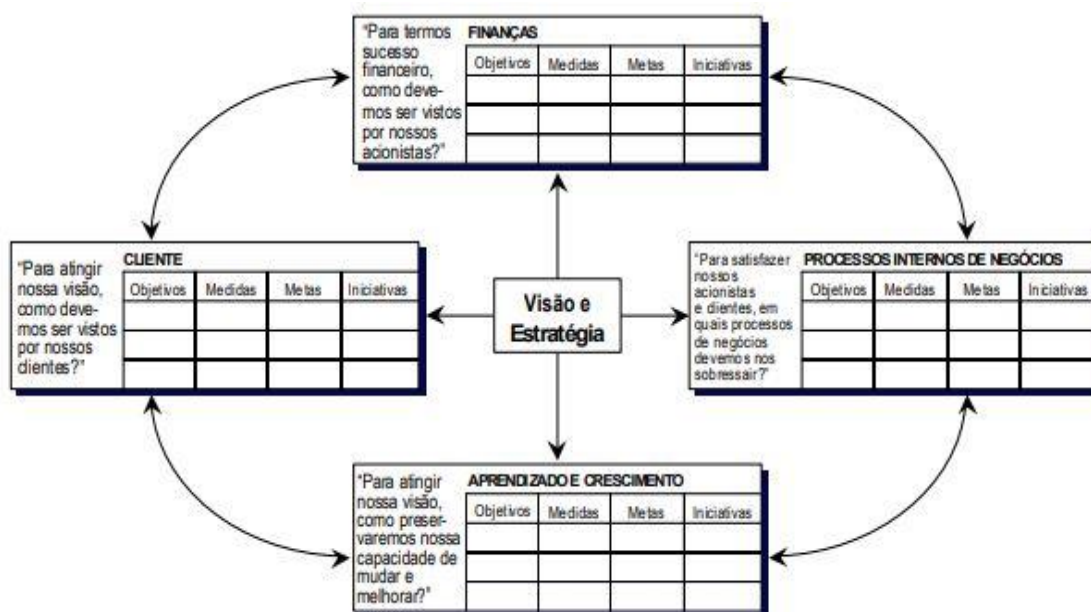 “Para termos
sucesso
financeiro,
como deve-
mos ser vistos
por nossos
acionistas?”
FINANÇAS
Objetivos Medidas Metas Iniciativas
“Para atingir
nossa visão,
como deve-
mos ser vistos
por nossos
clientes?”
CLIENTE
Objetivos Medidas Metas Iniciativas
Visão e
Estratégia
“Para satisfazer
nossos
acionistas
e clientes, em
quais processos
de negócios
devemos nos
sobressair?”
PROCESSOS INTERNOS DE NEGÓCIOS
Objetivos Medidas Metas Iniciativas
“Para atingir
nossa visão,
como preser-
varemos nossa
capacidade de
mudar e
melhorar?”
APRENDIZADO E CRESCIMENTO
Objetivos Medidas Metas Iniciativas